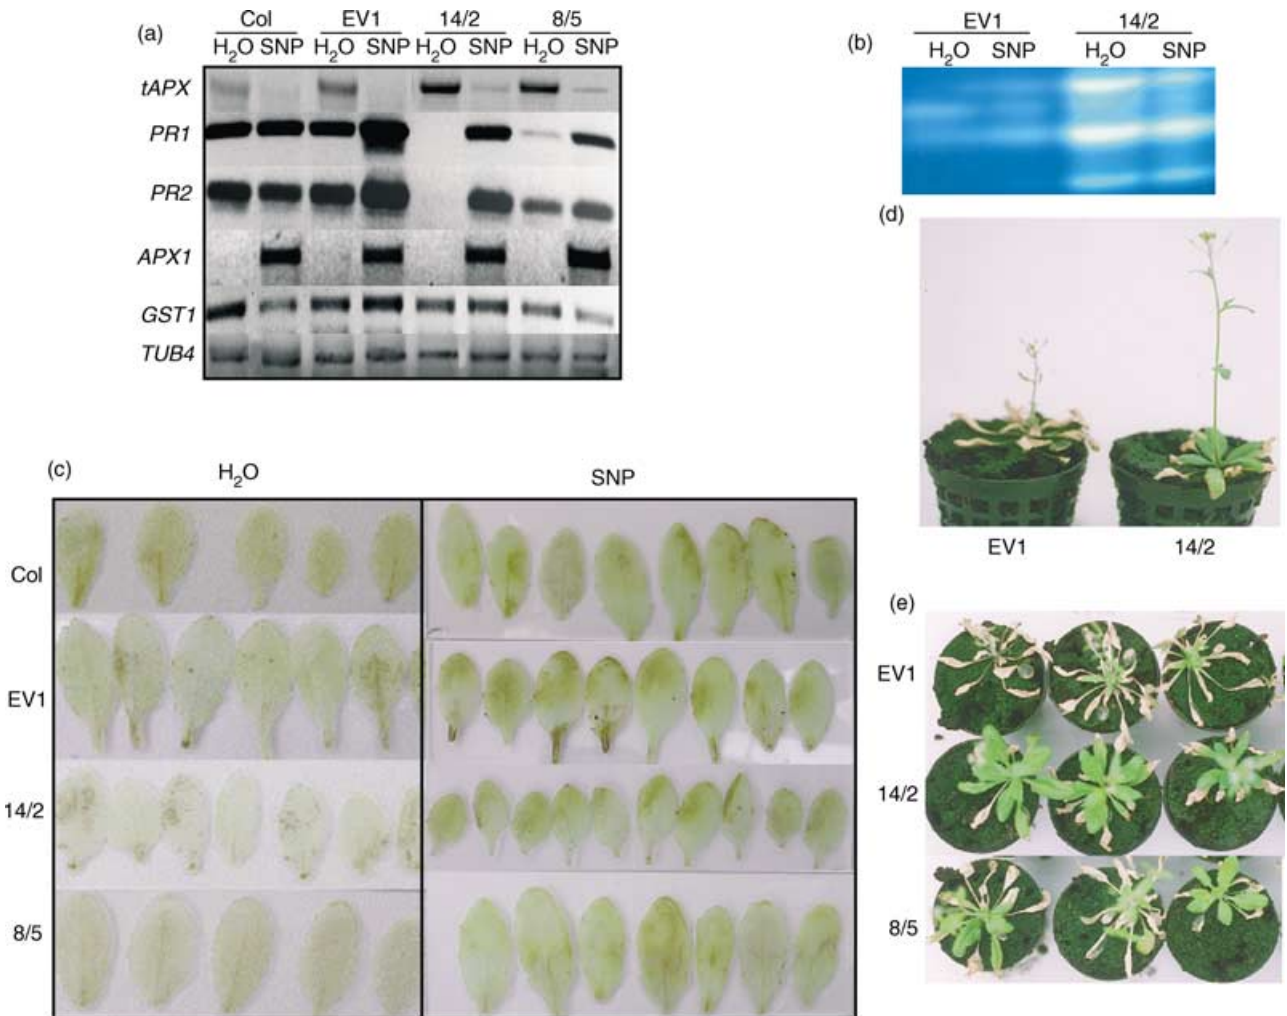 (a)
Col EV1 14/2 8/5
H₂O SNP H₂O SNP H₂O SNP H₂O SNP
tAPX
PR1
PR2
APX1
GST1
TUB4
(b)
EV1 14/2
H₂O SNP H₂O SNP
(c)
H₂O SNP
Col
EV1
14/2
8/5
(d)
EV1 14/2
(e)
EV1
14/2
8/5